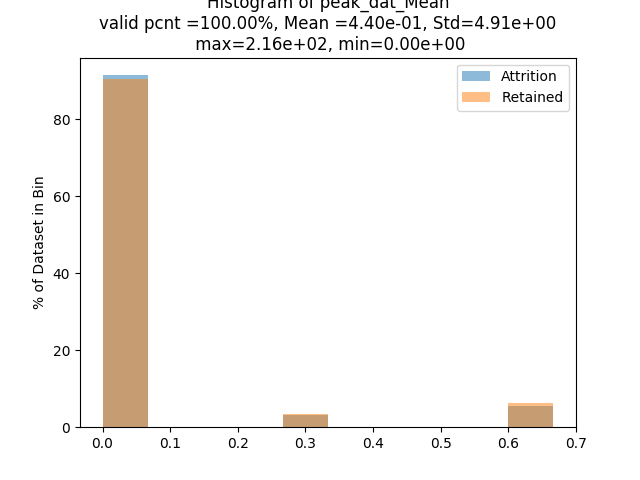 Histogram of peak_dat_Mean
valid pcnt =100.00%, Mean =4.40e-01, Std=4.91e+00
max=2.16e+02, min=0.00e+00
Attrition
Retained
% of Dataset in Bin
80
60
40
20
0
0.0 0.1 0.2 0.3 0.4 0.5 0.6 0.7